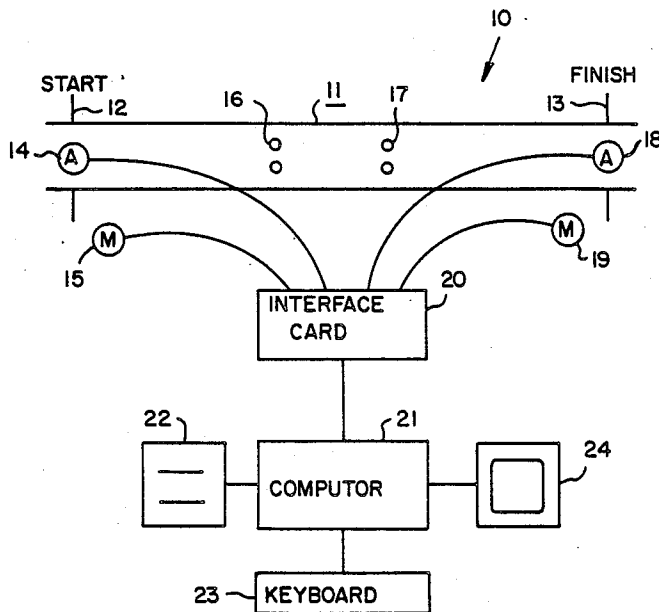 10
START FINISH
12 16 11 17 13
14 A A 18
M M
15 19
INTERFACE CARD 20
22 21
COMPUTOR 24
23 KEYBOARD